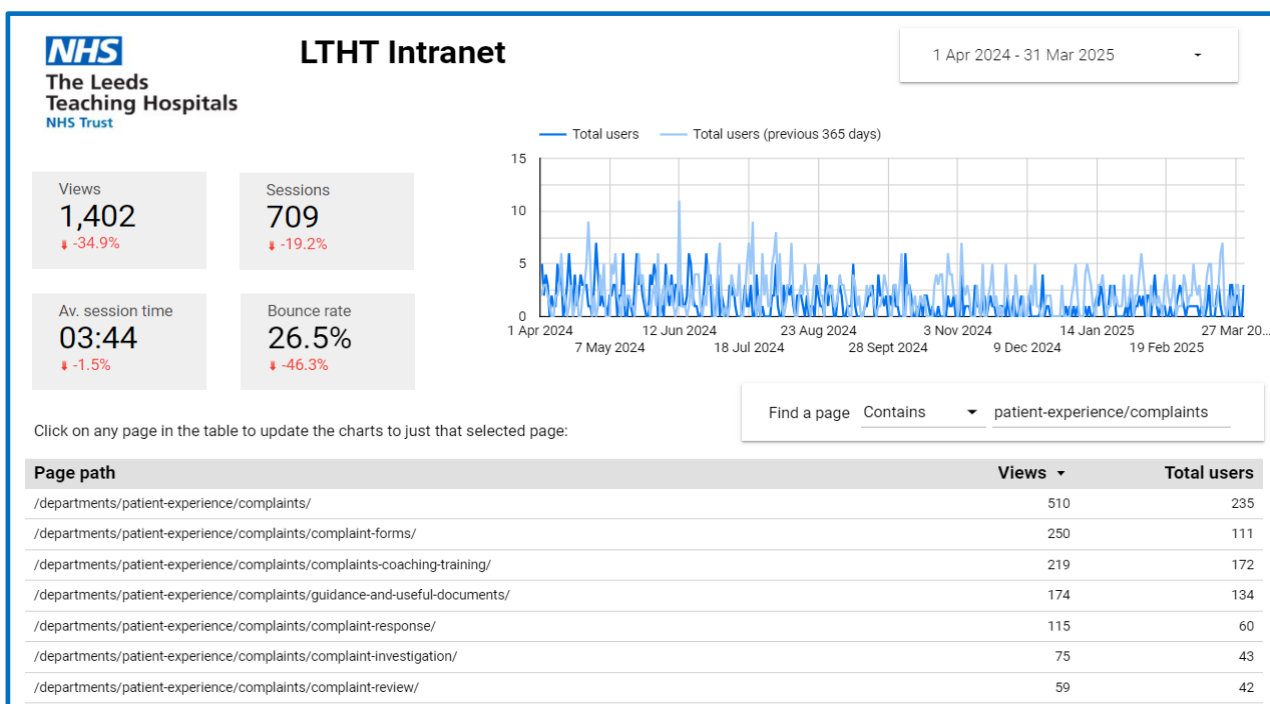 NHS
The Leeds
Teaching Hospitals
NHS Trust
LTHT Intranet
1 Apr 2024 - 31 Mar 2025
Views
1,402
-34.9%
Sessions
709
-19.2%
Av. session time
03:44
-1.5%
Bounce rate
26.5%
-46.3%
Total users Total users (previous 365 days)
15
10
5
0
1 Apr 2024 12 Jun 2024 23 Aug 2024 3 Nov 2024 14 Jan 2025 27 Mar 20...
7 May 2024 18 Jul 2024 28 Sept 2024 9 Dec 2024 19 Feb 2025
Find a page Contains patient-experience/complaints
Click on any page in the table to update the charts to just that selected page:
Page path Views Total users
/departments/patient-experience/complaints/ 510 235
/departments/patient-experience/complaints/complaint-forms/ 250 111
/departments/patient-experience/complaints/complaints-coaching-training/ 219 172
/departments/patient-experience/complaints/guidance-and-useful-documents/ 174 134
/departments/patient-experience/complaints/complaint-response/ 115 60
/departments/patient-experience/complaints/complaint-investigation/ 75 43
/departments/patient-experience/complaints/complaint-review/ 59 42